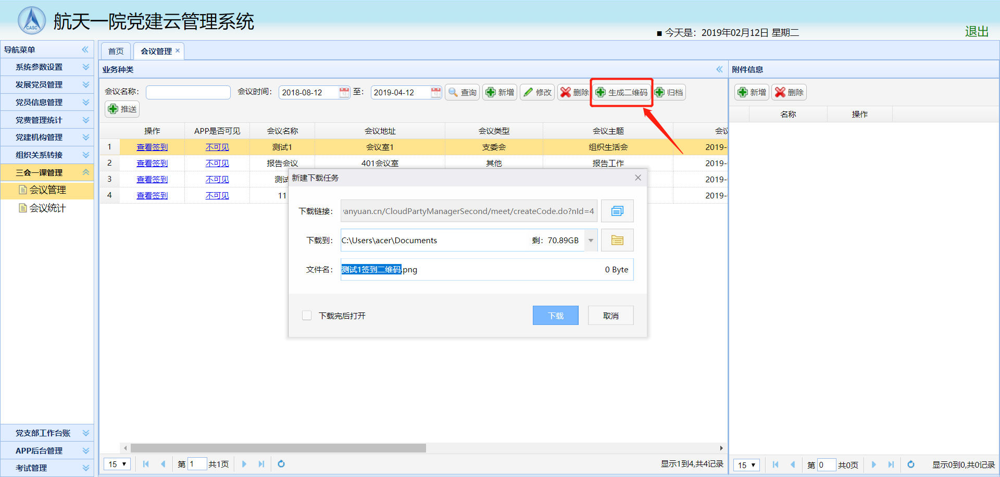 CASC
航天一院党建云管理系统
■ 今天是：2019年02月12日 星期二
退出
导航菜单
系统参数设置
发展党员管理
党员信息管理
党费管理统计
党建机构管理
组织关系转接
三会一课管理
会议管理
会议统计
党支部工作台账
APP后台管理
考试管理
首页 会议管理
业务种类
会议名称： 会议时间： 2018-08-12 至： 2019-04-12 查询 新增 修改 删除 生成二维码 归档
推送
操作 APP是否可见 会议名称 会议地址 会议类型 会议主题 会议
1 查看签到 不可见 测试1 会议室1 支委会 组织生活会 2019-
2 查看签到 不可见 报告会议 401会议室 其他 报告工作 2019-
3 查看签到 不可见 测试 2019-
4 查看签到 不可见 11 2019-
新建下载任务
下载链接： anyuan.cn/CloudPartyManagerSecond/meet/createCode.do?nId=4
下载到： C:\Users\acer\Documents 剩：70.89GB
文件名： 测试1签到二维码.png 0 Byte
下载完后打开 下载 取消
15 第 1 共1页 显示1到4,共4记录
附件信息
新增 删除
名称 操作
15 第 0 共0页 显示0到0,共0记录